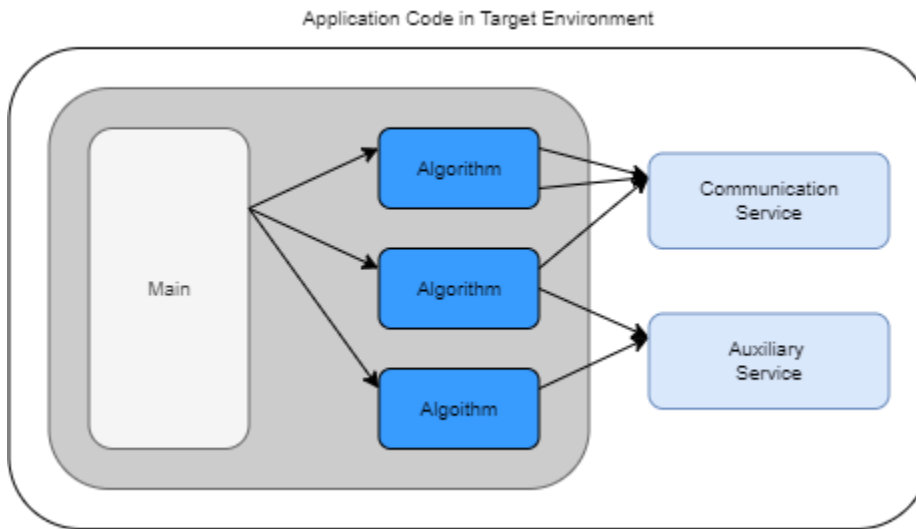 Application Code in Target Environment
Main
Algorithm
Algorithm
Algoithm
Communication
Service
Auxiliary
Service